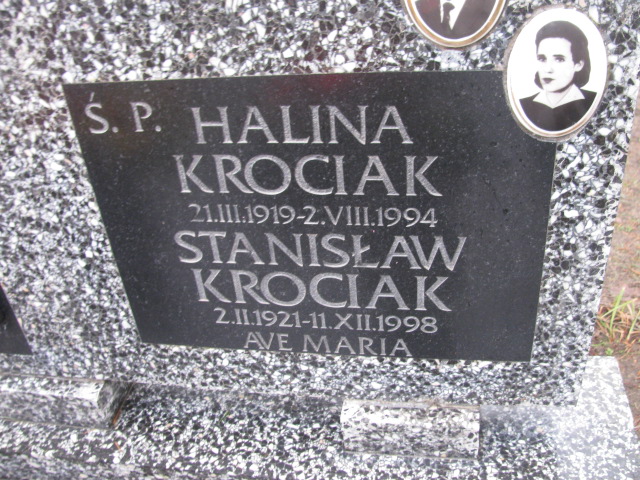 Ś. P. HALINA
KROCIAK
21.III.1919-2.VIII.1994
STANISŁAW
KROCIAK
2.II.1921-11.XII.1998
AVE MARIA